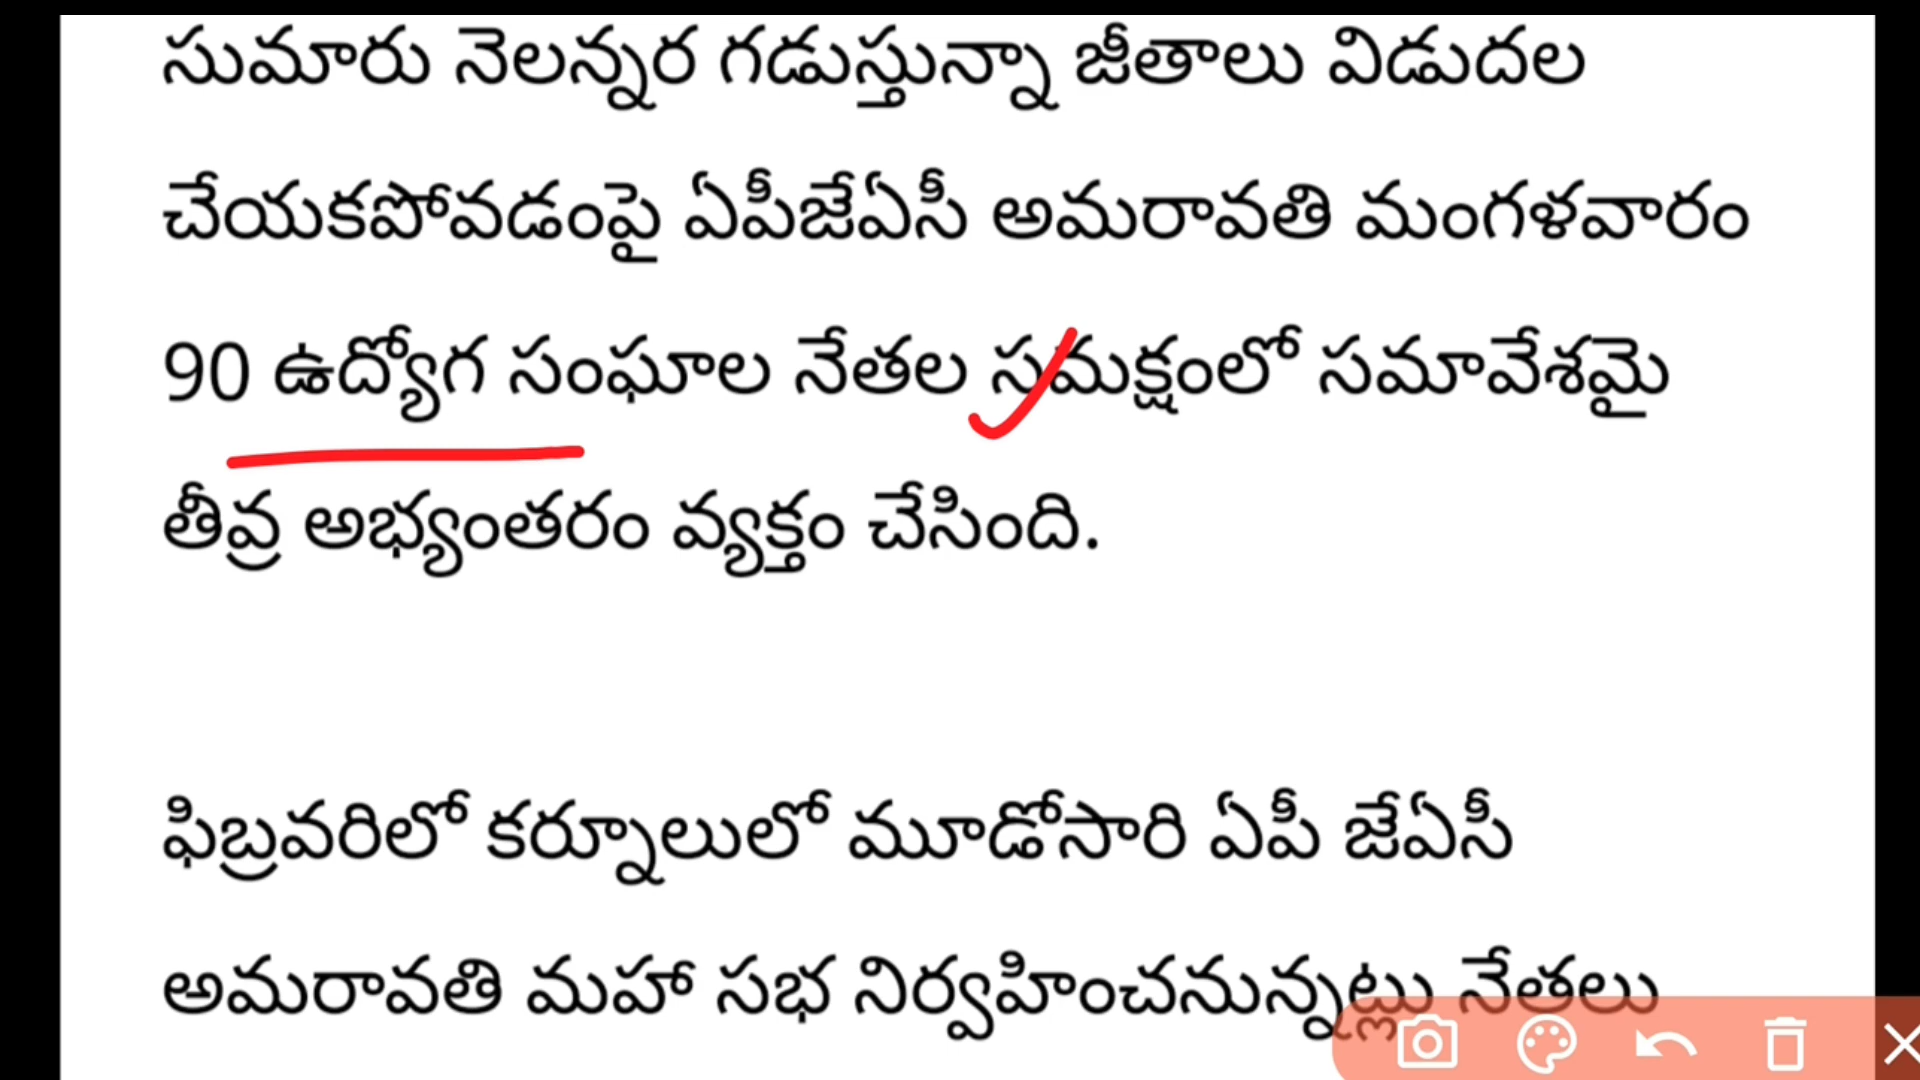 సుమారు నెలన్నర గడుస్తున్నా జీతాలు విడుదల
చేయకపోవడంపై ఏపీజేఏసీ అమరావతి మంగళవారం
90 ఉద్యోగ సంఘాల నేతల సమక్షంలో సమావేశమై
తీవ్ర అభ్యంతరం వ్యక్తం చేసింది.
ఫిబ్రవరిలో కర్నూలులో మూడోసారి ఏపీ జేఏసీ
అమరావతి మహా సభ నిర్వహించనున్నట్లు నేతలు